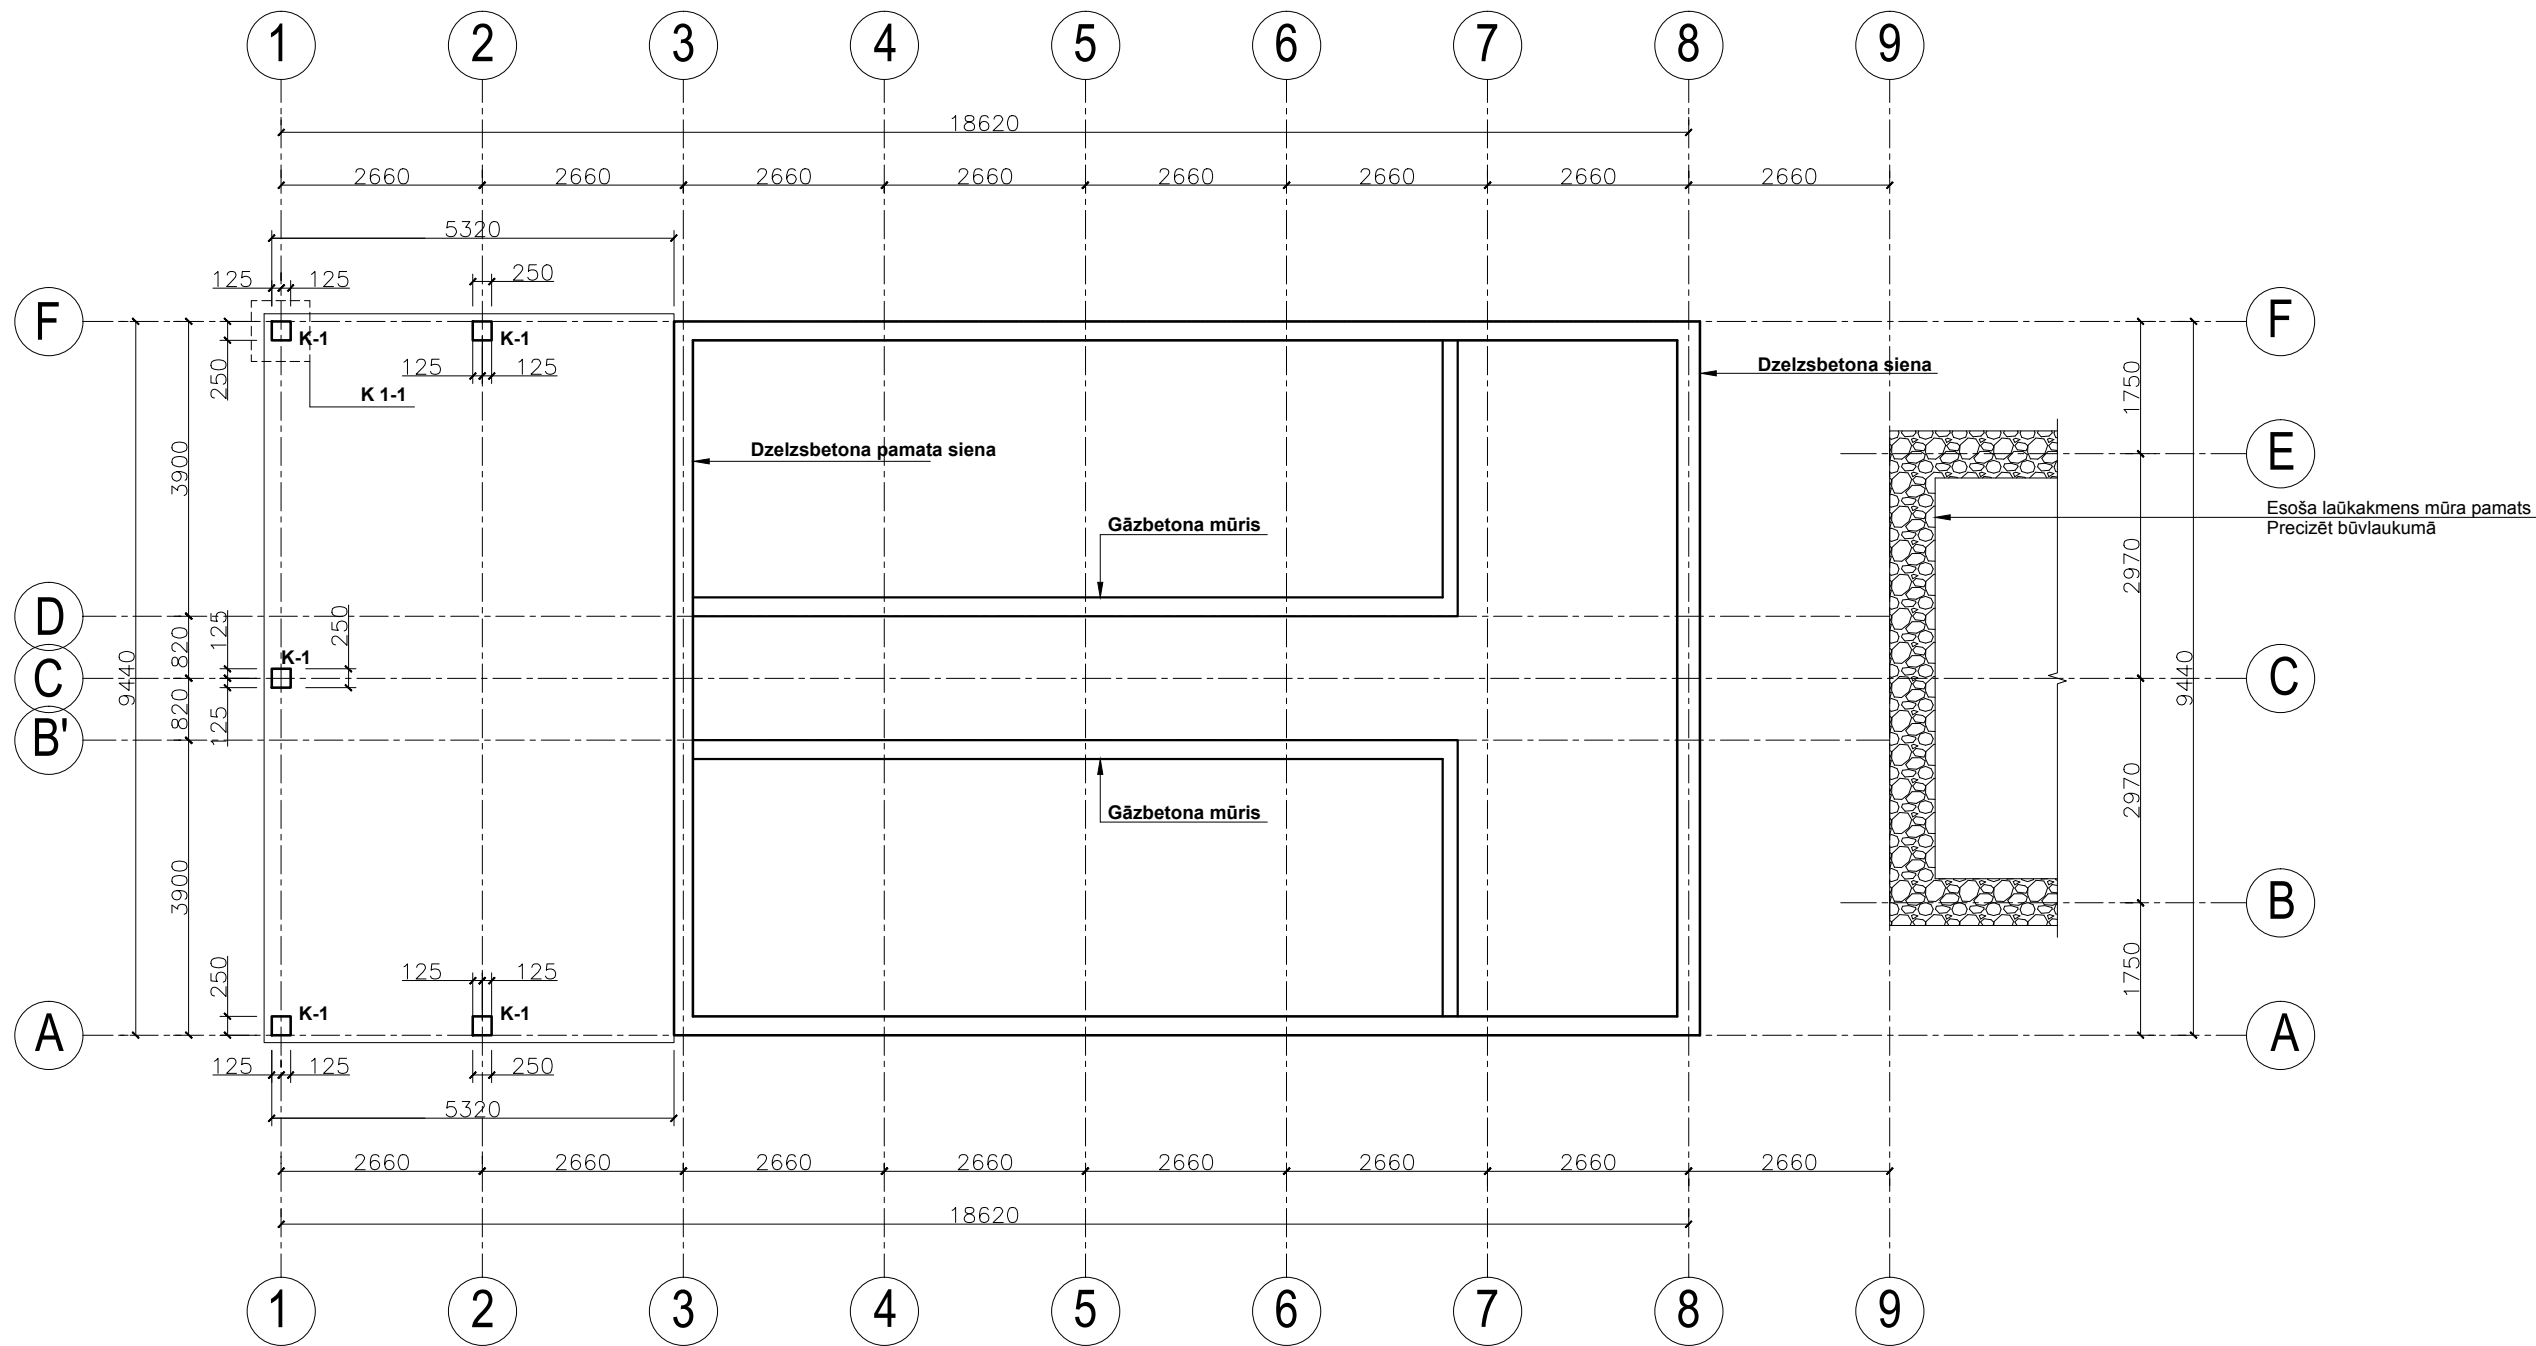 1 2 3 4 5 6 7 8 9
18620
2660 2660 2660 2660 2660 2660 2660 2660
5320
125 125 250
F F
K-1 K-1
125 125
250
K 1-1
Dzelzsbetona siena
1750
3900
Dzelzsbetona pamata siena
E
Esoša laūkakmens mūra pamats
Precizēt būvlaukumā
Gāzbetona mūris
2970
D
820 125 250
K-1
C C
9440 9440
820 125
B'
2970
Gāzbetona mūris
3900
B
1750
250
125 125
K-1 K-1
A A
125 125 250
5320
2660 2660 2660 2660 2660 2660 2660 2660
18620
1 2 3 4 5 6 7 8 9